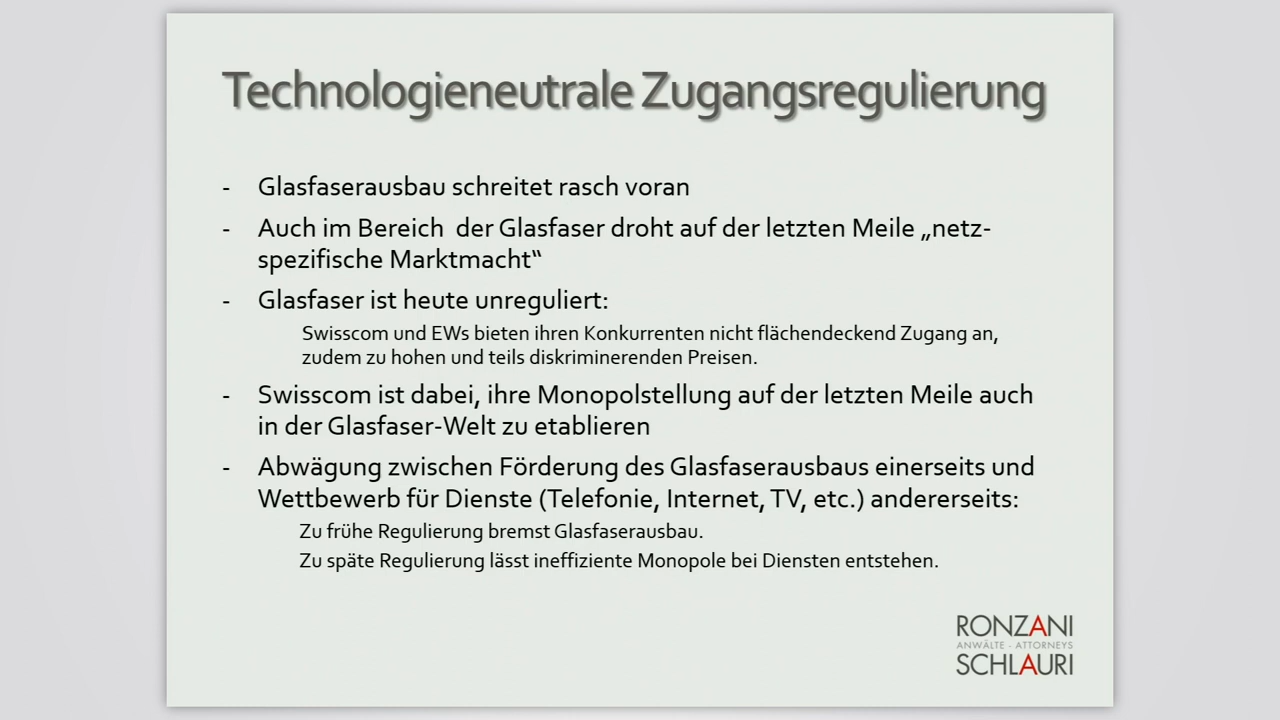 Technologieneutrale Zugangsregulierung
- Glasfaserausbau schreitet rasch voran
- Auch im Bereich der Glasfaser droht auf der letzten Meile „netz-
spezifische Marktmacht“
- Glasfaser ist heute unreguliert:
Swisscom und EWs bieten ihren Konkurrenten nicht flächendeckend Zugang an,
zudem zu hohen und teils diskriminerenden Preisen.
- Swisscom ist dabei, ihre Monopolstellung auf der letzten Meile auch
in der Glasfaser-Welt zu etablieren
- Abwägung zwischen Förderung des Glasfaserausbaus einerseits und
Wettbewerb für Dienste (Telefonie, Internet, TV, etc.) andererseits:
Zu frühe Regulierung bremst Glasfaserausbau.
Zu späte Regulierung lässt ineffiziente Monopole bei Diensten entstehen.
RONZANI
ANWÄLTE - ATTORNEYS
SCHLAURI